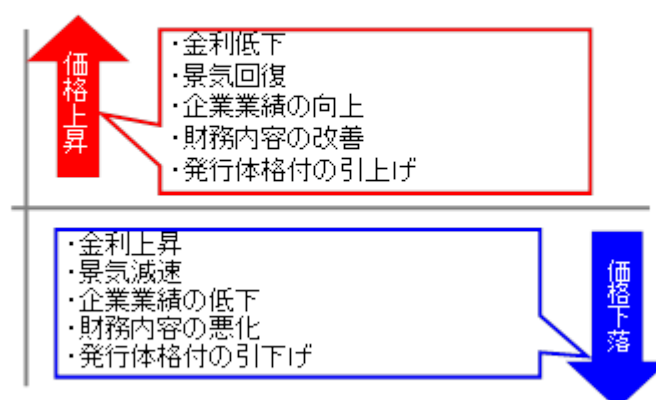 価格上昇
・金利低下
・景気回復
・企業業績の向上
・財務内容の改善
・発行体格付の引上げ
・金利上昇
・景気減速
・企業業績の低下
・財務内容の悪化
・発行体格付の引下げ
価格下落